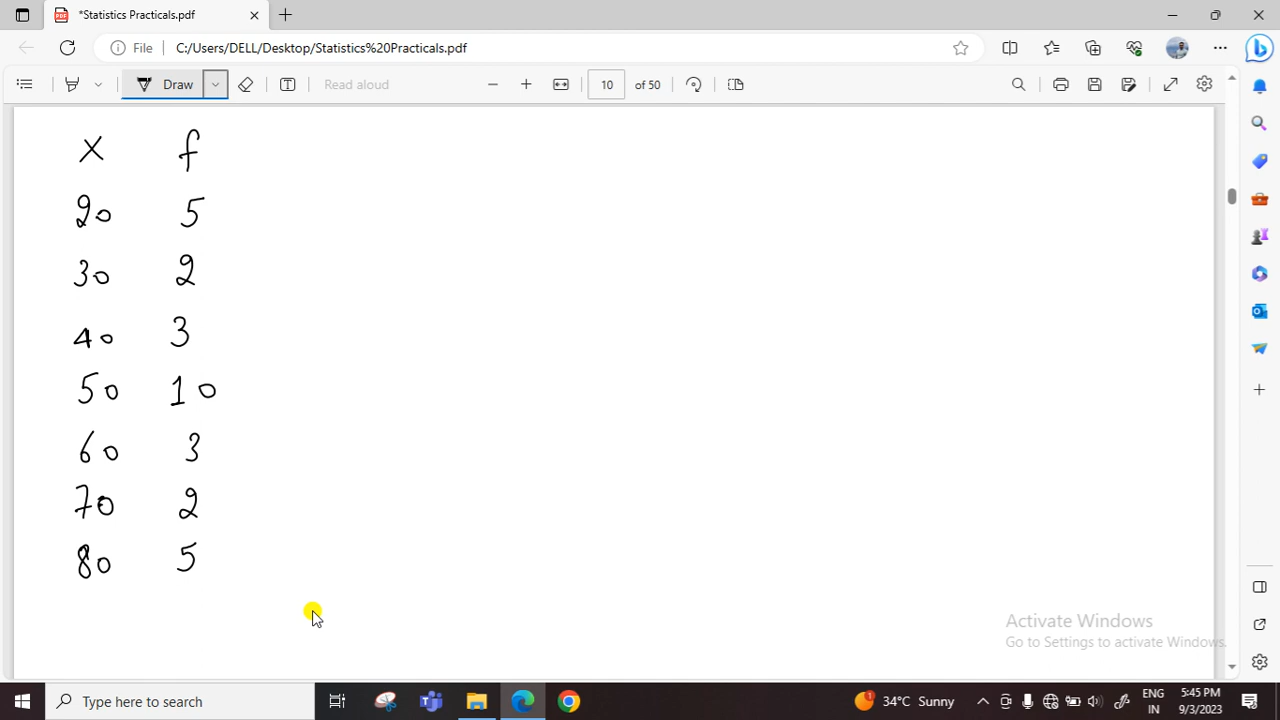 *Statistics Practicals.pdf
File C:/Users/DELL/Desktop/Statistics%20Practicals.pdf
Draw Read aloud 10 of 50
X f
20 5
30 2
40 3
50 10
60 3
70 2
80 5
Activate Windows
Go to Settings to activate Windows.
Type here to search
1 34°C Sunny
ENG
IN
5:45 PM
9/3/2023